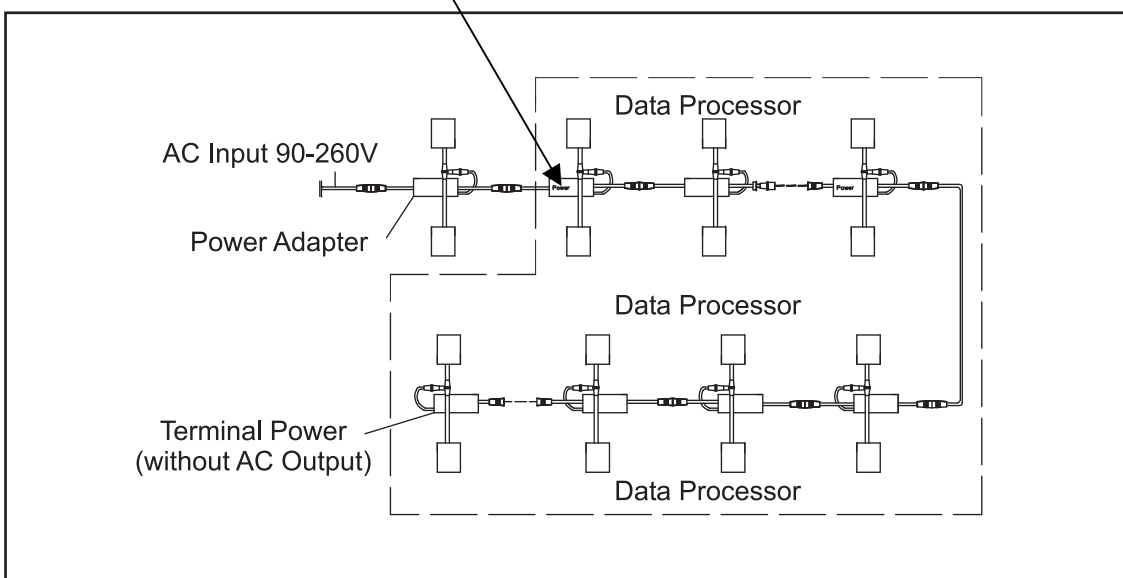 Data Processor
AC Input 90-260V
Power
Power
Power Adapter
Data Processor
Terminal Power
(without AC Output)
Data Processor